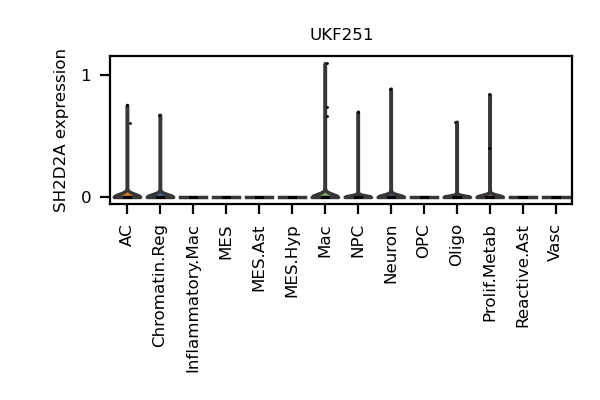 UKF251
SH2D2A expression
1
0
AC
Chromatin.Reg
Inflammatory.Mac
MES
MES.Ast
MES.Hyp
Mac
NPC
Neuron
OPC
Oligo
Prolif.Metab
Reactive.Ast
Vasc